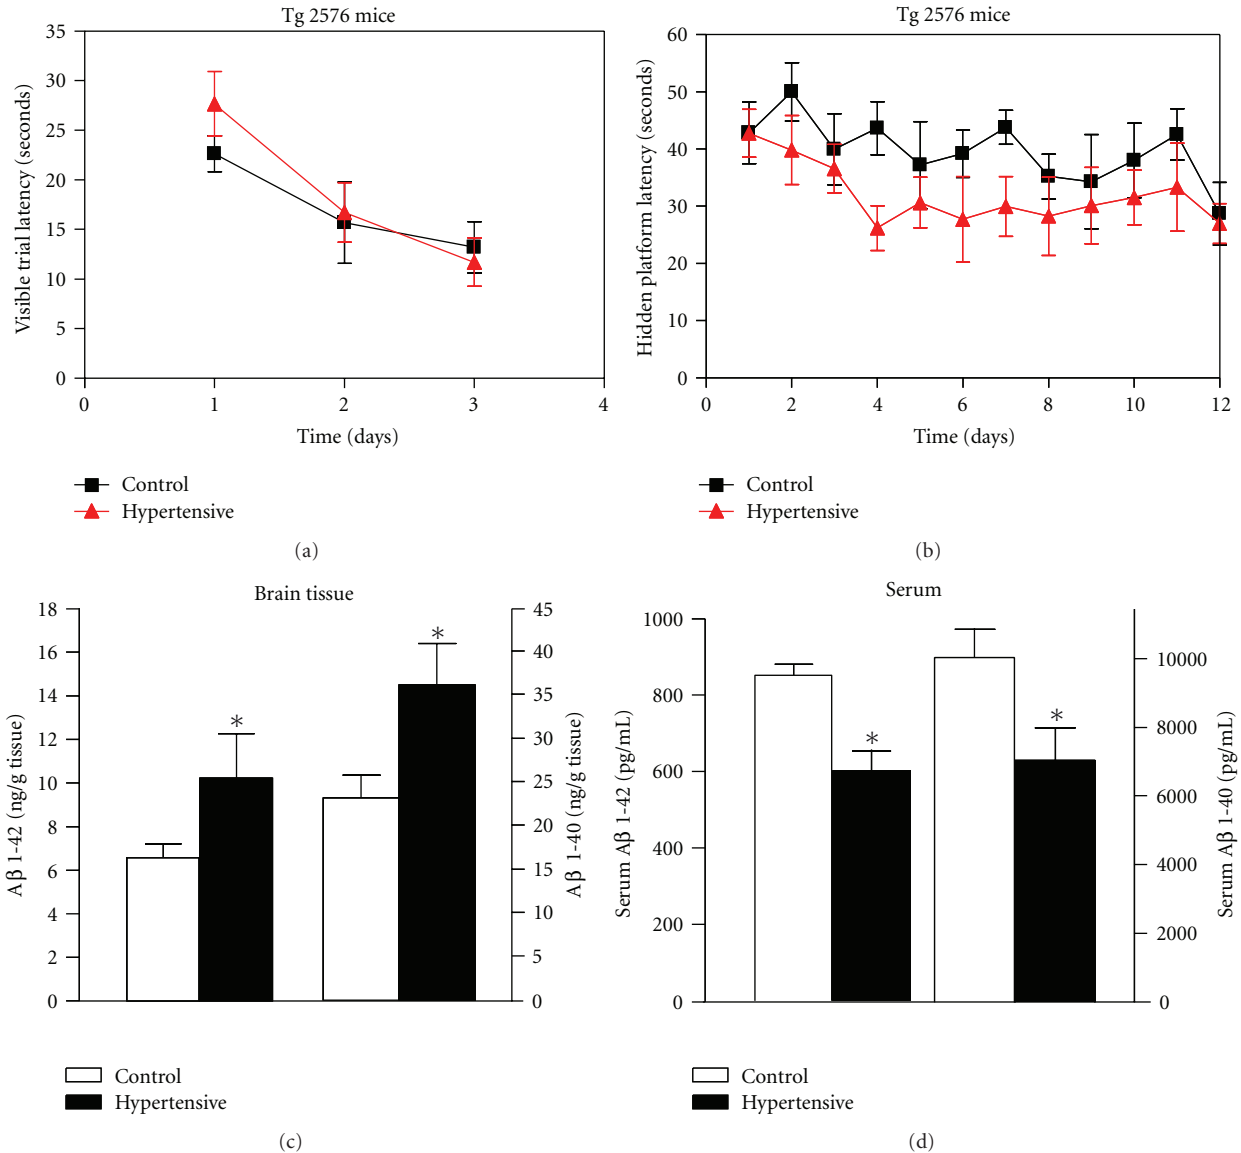 Tg 2576 mice
35
30
25
20
15
10
5
0
0
1
2
3
4
Visible trial latency (seconds)
Time (days)
Control
Hypertensive
(a)
Tg 2576 mice
60
50
40
30
20
10
0
0
2
4
6
8
10
12
Hidden platform latency (seconds)
Time (days)
Control
Hypertensive
(b)
Brain tissue
18
16
14
12
10
8
6
4
2
0
Aβ 1-42 (ng/g tissue)
*
*
45
40
35
30
25
20
15
10
5
0
Aβ 1-40 (ng/g tissue)
Control
Hypertensive
(c)
Serum
1000
800
600
400
200
0
Serum Aβ 1-42 (pg/mL)
*
*
10000
8000
6000
4000
2000
0
Serum Aβ 1-40 (pg/mL)
Control
Hypertensive
(d)